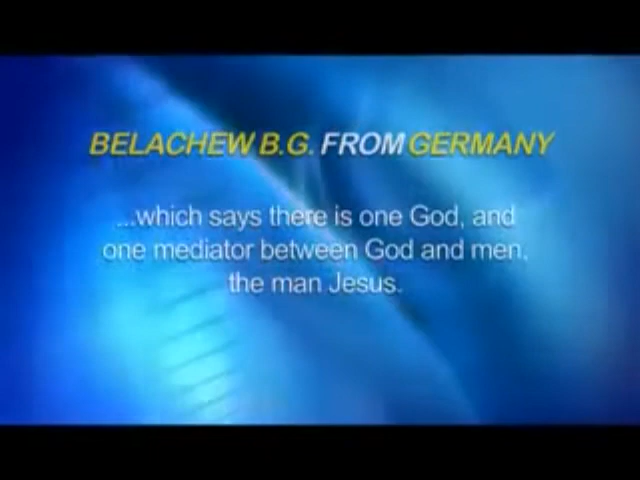 BELACHEW B.G. FROM GERMANY
...which says there is one God, and
one mediator between God and men,
the man Jesus.